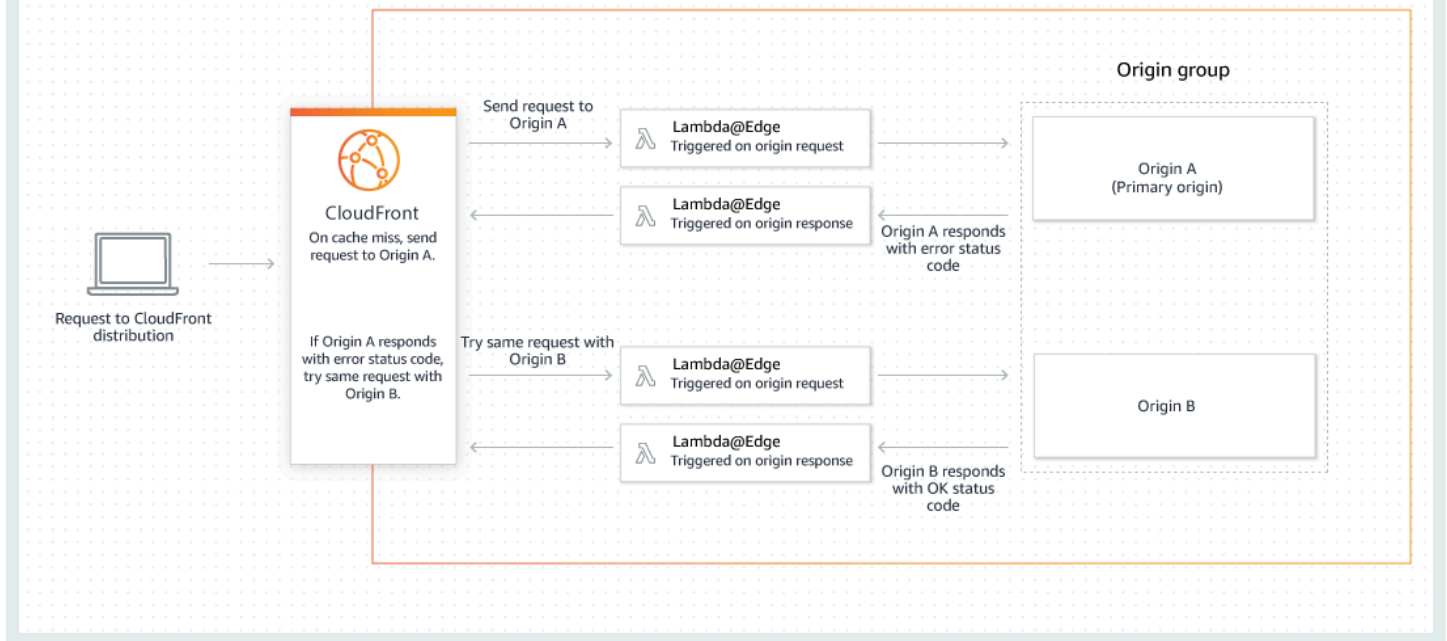 Origin group
Send request to
Origin A
Lambda@Edge
Triggered on origin request
Origin A
(Primary origin)
CloudFront
On cache miss, send
request to Origin A.
Lambda@Edge
Triggered on origin response
Origin A responds
with error status
code
Request to CloudFront
distribution
If Origin A responds
with error status code,
try same request with
Origin B.
Try same request with
Origin B
Lambda@Edge
Triggered on origin request
Origin B
Lambda@Edge
Triggered on origin response
Origin B responds
with OK status
code